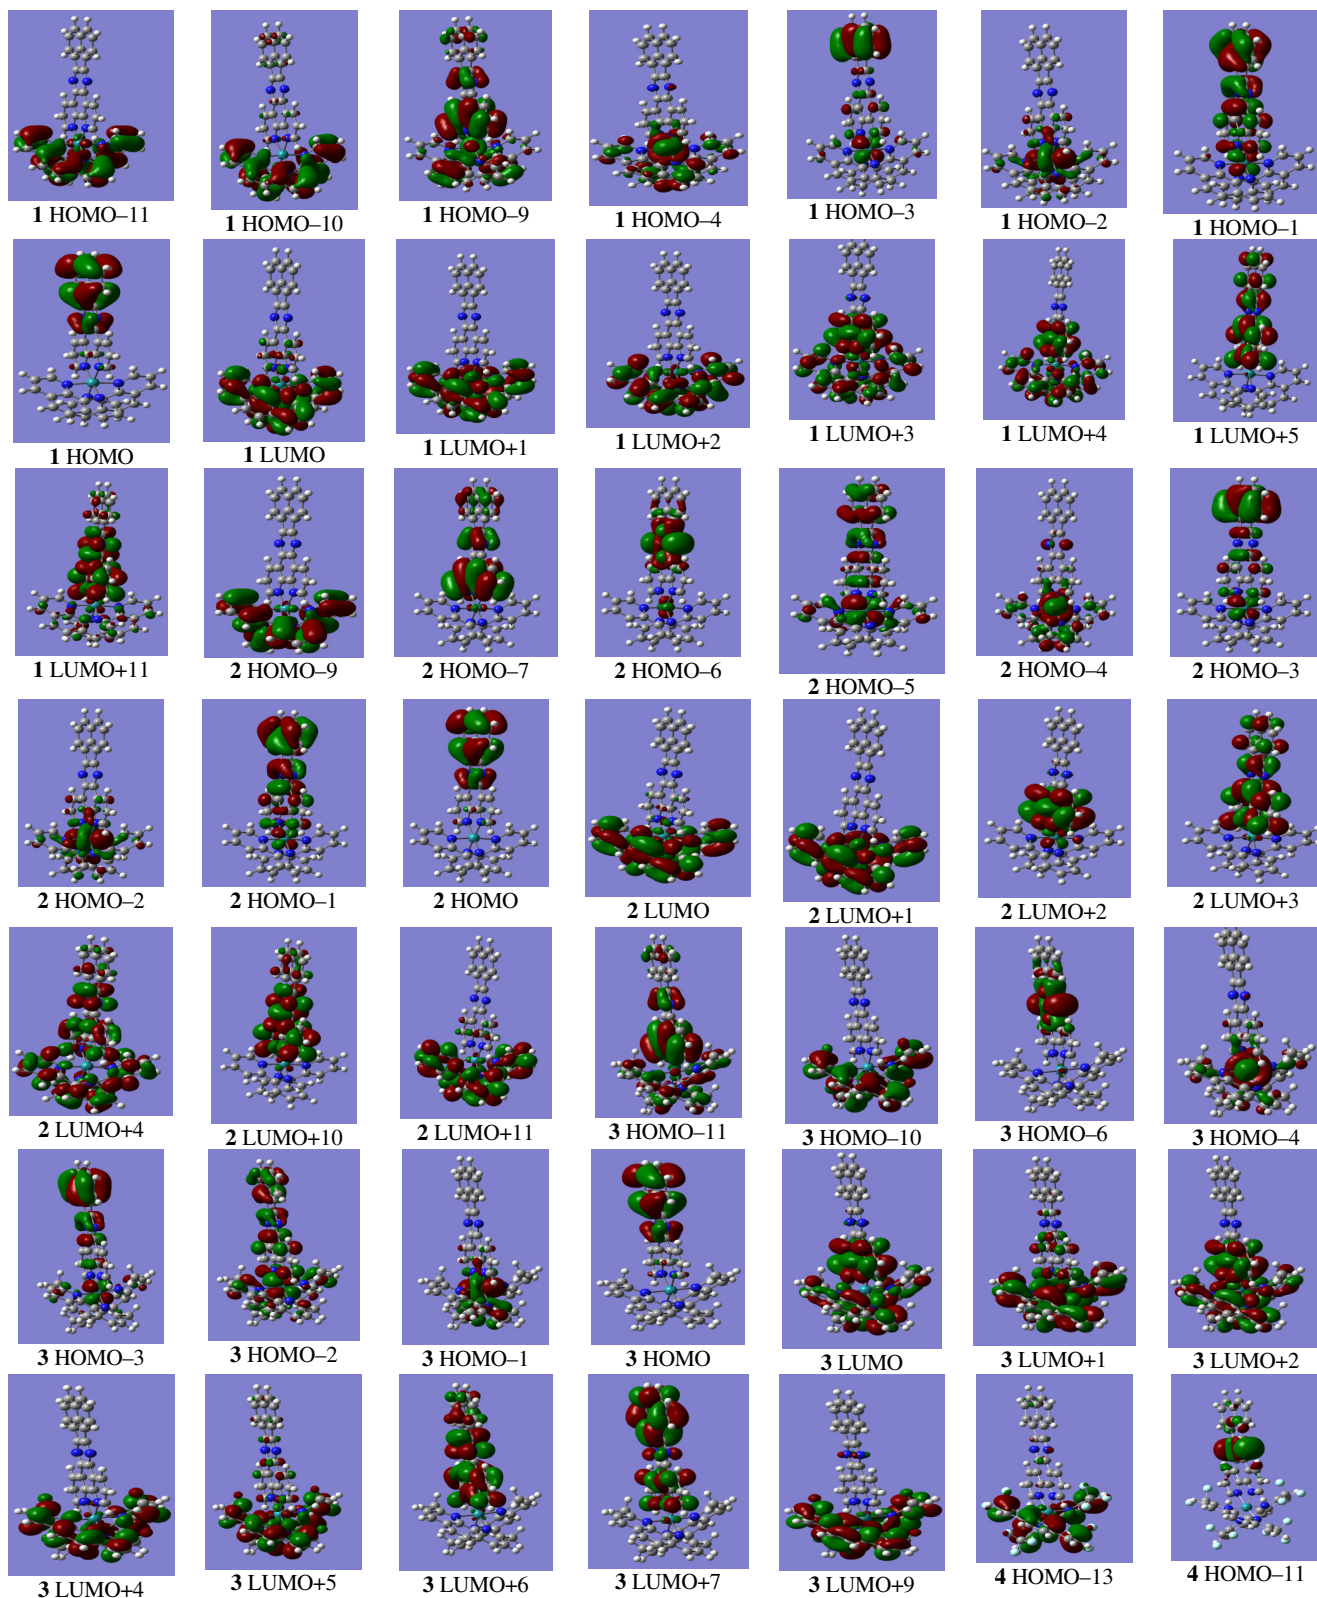 1 HOMO–11
1 HOMO–10
1 HOMO–9
1 HOMO–4
1 HOMO–3
1 HOMO–2
1 HOMO–1
1 HOMO
1 LUMO
1 LUMO+1
1 LUMO+2
1 LUMO+3
1 LUMO+4
1 LUMO+5
1 LUMO+11
2 HOMO–9
2 HOMO–7
2 HOMO–6
2 HOMO–5
2 HOMO–4
2 HOMO–3
2 HOMO–2
2 HOMO–1
2 HOMO
2 LUMO
2 LUMO+1
2 LUMO+2
2 LUMO+3
2 LUMO+4
2 LUMO+10
2 LUMO+11
3 HOMO–11
3 HOMO–10
3 HOMO–6
3 HOMO–4
3 HOMO–3
3 HOMO–2
3 HOMO–1
3 HOMO
3 LUMO
3 LUMO+1
3 LUMO+2
3 LUMO+4
3 LUMO+5
3 LUMO+6
3 LUMO+7
3 LUMO+9
4 HOMO–13
4 HOMO–11